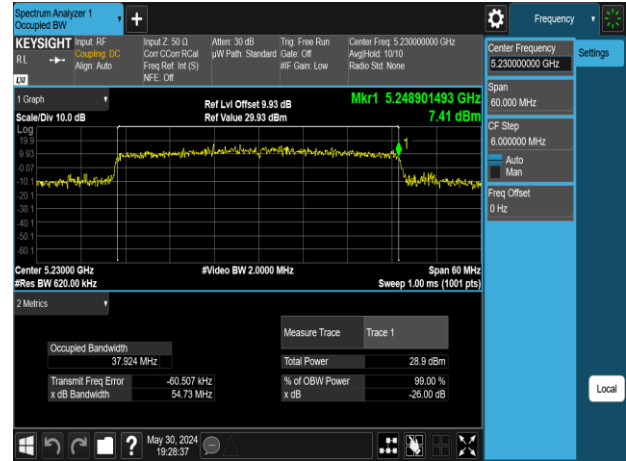 Spectrum Analyzer 1
Occupied BW
+
Frequency
KEYSIGHT
RL
LXI
Input: RF
Coupling: DC
Align: Auto
Input Z: 50 Ω
Corr CCorr RCal
Freq Ref: Int (S)
NFE: Off
Atten: 30 dB
µW Path: Standard
Trig: Free Run
Gate: Off
#IF Gain: Low
Center Freq: 5.230000000 GHz
Avg|Hold: 10/10
Radio Std: None
Center Frequency
5.230000000 GHz
Settings
Span
60.000 MHz
CF Step
6.000000 MHz
Auto
Man
Freq Offset
0 Hz
Local
1 Graph
Scale/Div 10.0 dB
Ref Lvl Offset 9.93 dB
Ref Value 29.93 dBm
Mkr1 5.248901493 GHz
7.41 dBm
Log
19.9
9.93
-0.07
-10.1
-20.1
-30.1
-40.1
-50.1
-60.1
1
Center 5.23000 GHz
#Res BW 620.00 kHz
#Video BW 2.0000 MHz
Span 60 MHz
Sweep 1.00 ms (1001 pts)
2 Metrics
Measure Trace Trace 1
Occupied Bandwidth
37.924 MHz
Total Power 28.9 dBm
Transmit Freq Error -60.507 kHz
% of OBW Power 99.00 %
x dB Bandwidth 54.73 MHz
x dB -26.00 dB
?
May 30, 2024
19:28:37